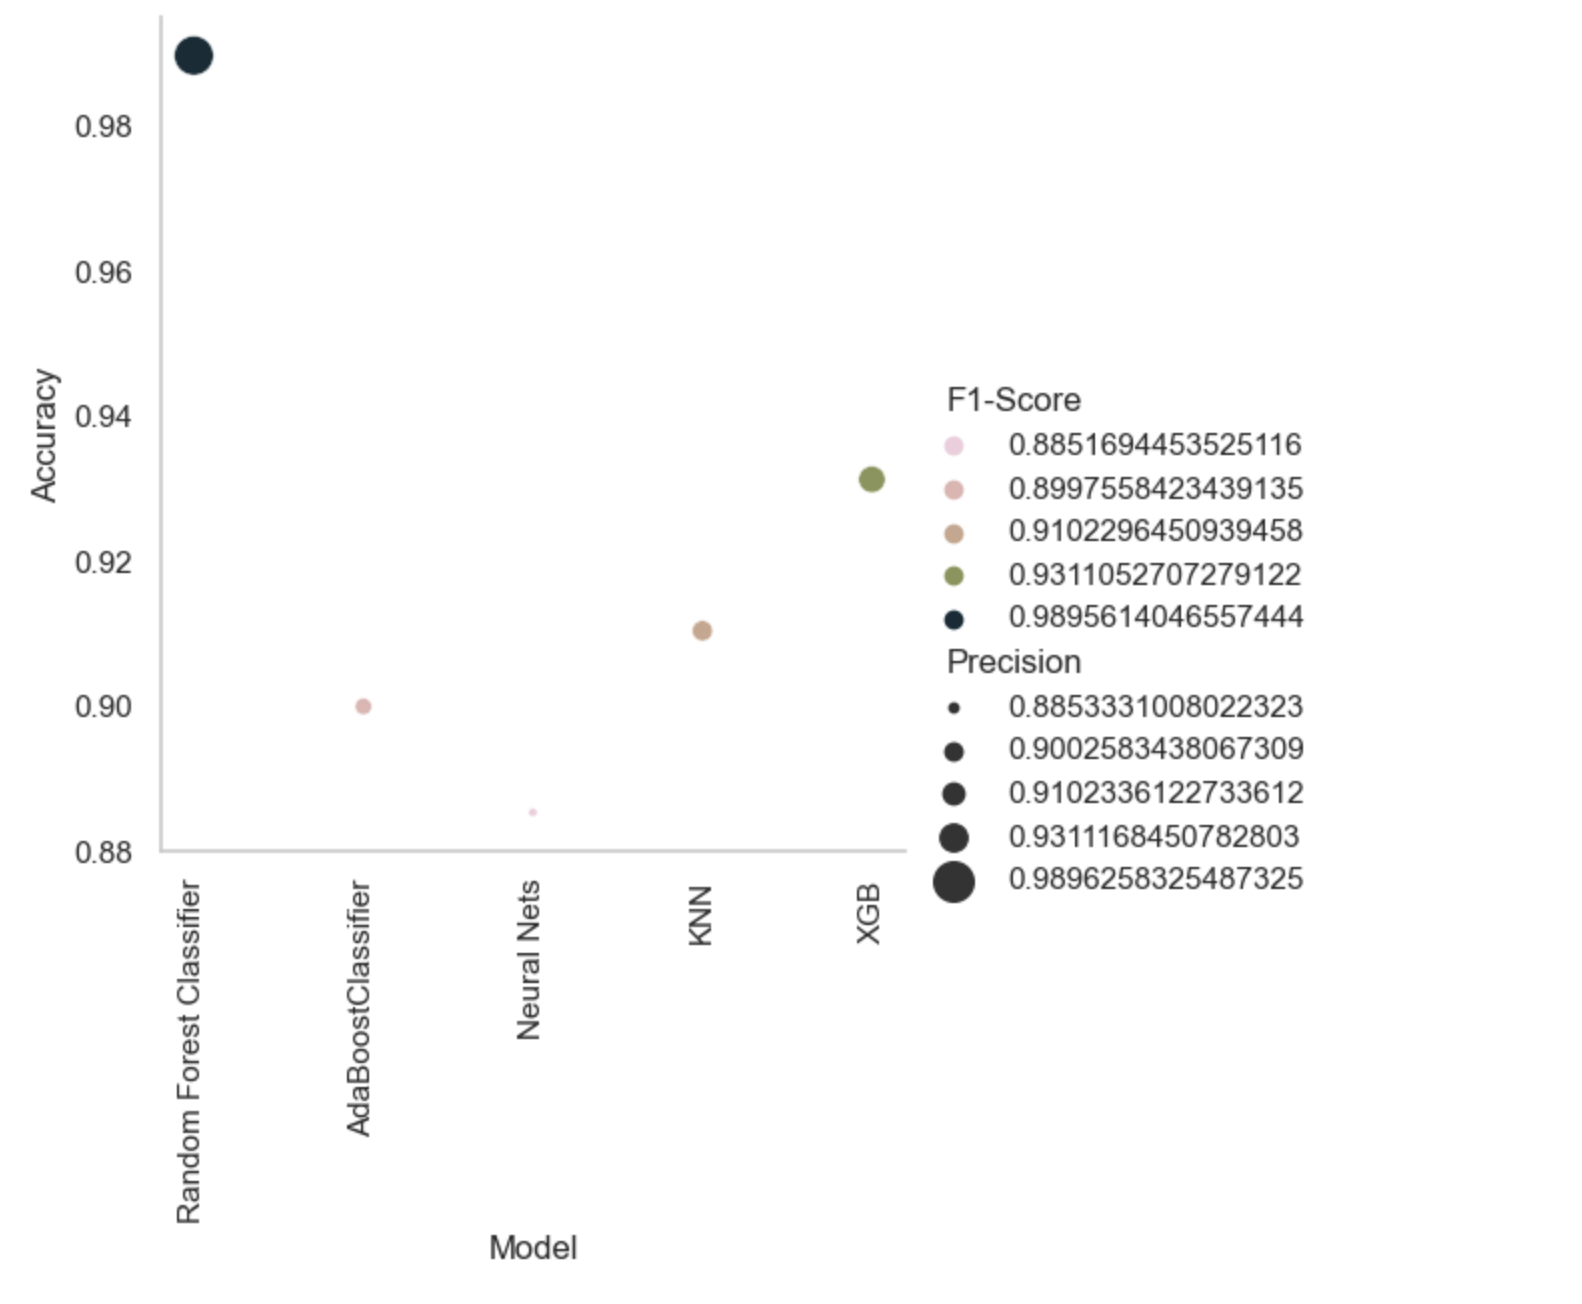 0.98
0.96
0.94
0.92
0.90
0.88
Accuracy
Random Forest Classifier
AdaBoostClassifier
Neural Nets
KNN
XGB
Model
F1-Score
0.8851694453525116
0.8997558423439135
0.9102296450939458
0.9311052707279122
0.9895614046557444
Precision
0.8853331008022323
0.9002583438067309
0.9102336122733612
0.9311168450782803
0.9896258325487325